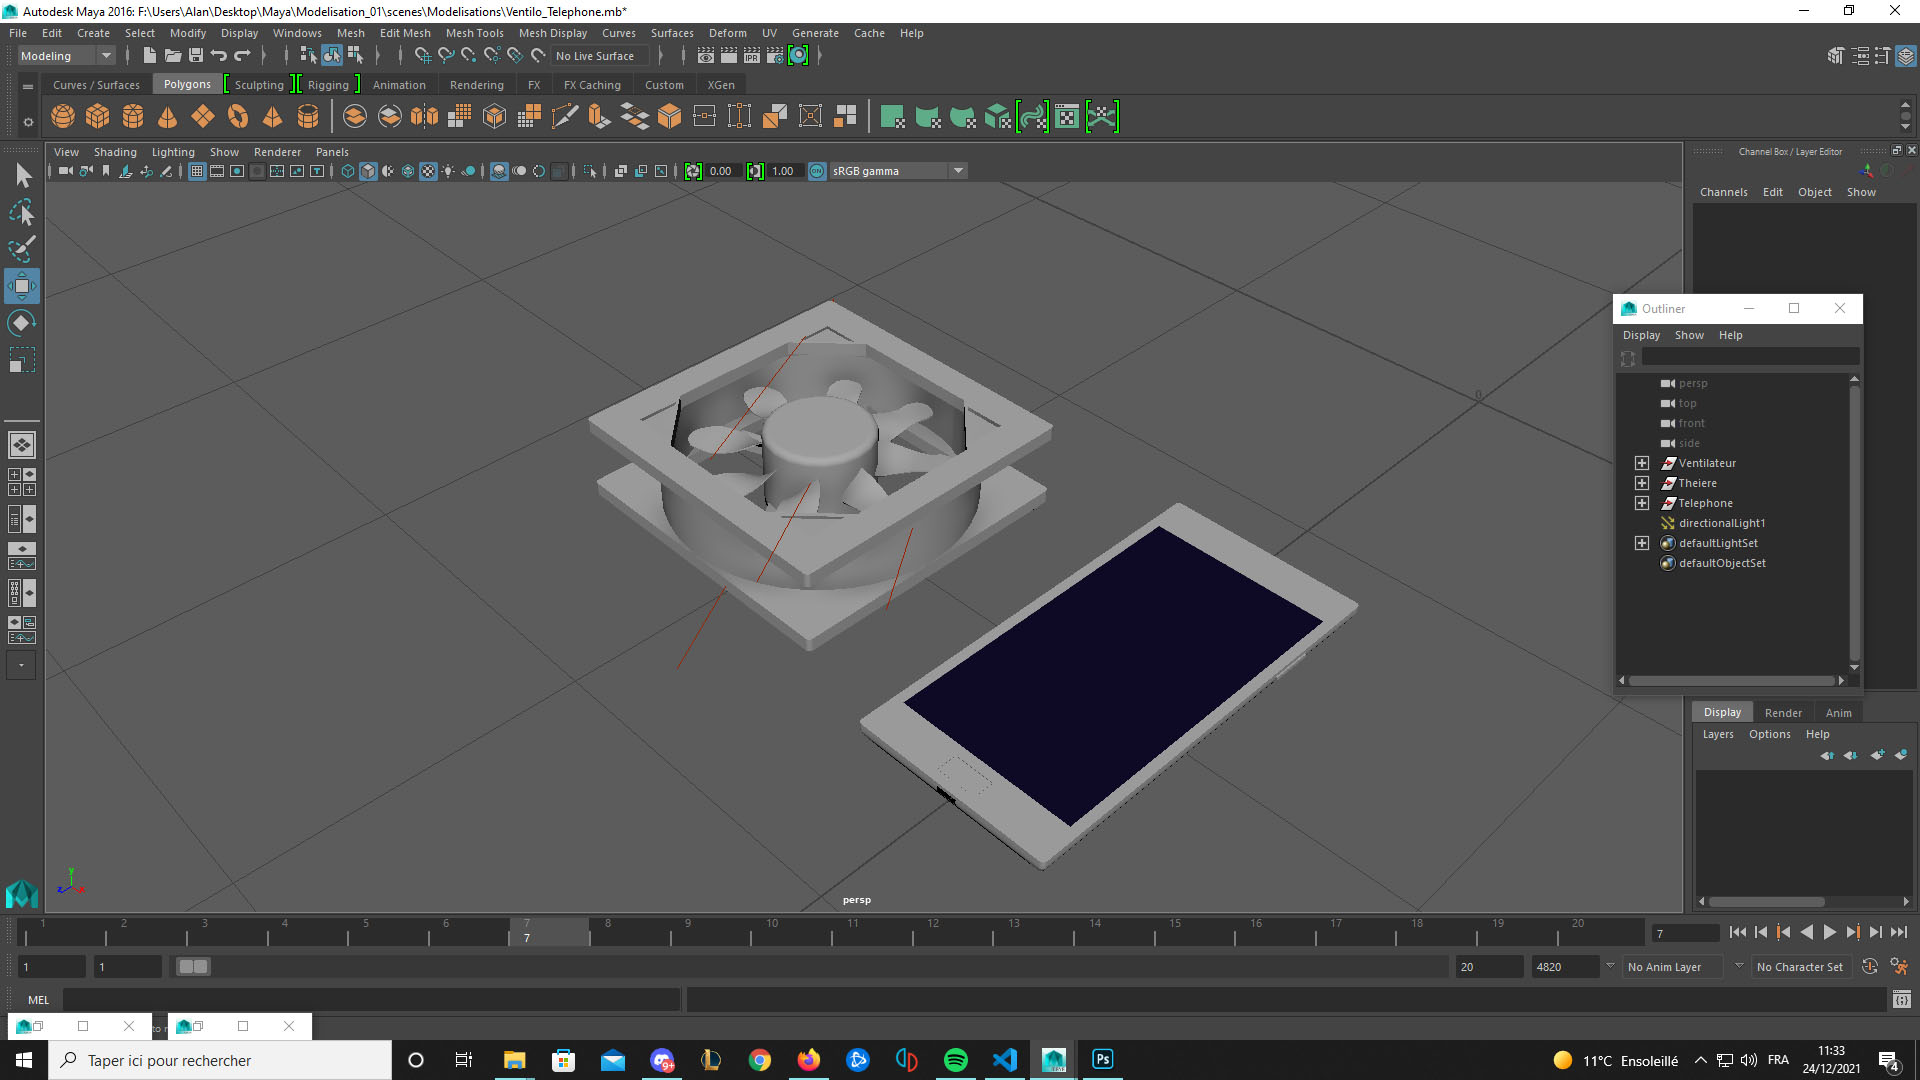 Autodesk Maya 2016: F:\Users\Alan\Desktop\Maya\Modelisation_01\scenes\Modelisations\Ventilo_Telephone.mb*
File Edit Create Select Modify Display Windows Mesh Edit Mesh Mesh Tools Mesh Display Curves Surfaces Deform UV Generate Cache Help
Modeling
No Live Surface
IPR
Curves / Surfaces Polygons Sculpting Rigging Animation Rendering FX FX Caching Custom XGen
View Shading Lighting Show Renderer Panels
0.00 1.00 ON sRGB gamma
Channel Box / Layer Editor
Channels Edit Object Show
Outliner
Display Show Help
persp
top
front
side
Ventilateur
Theiere
Telephone
directionalLight1
defaultLightSet
defaultObjectSet
0
Display Render Anim
Layers Options Help
y
z x
persp
1 2 3 4 5 6 7 8 9 10 11 12 13 14 15 16 17 18 19 20
7
7
1 1 20 4820 No Anim Layer No Character Set
MEL
to
Taper ici pour rechercher
9+
Ps
11°C Ensoleillé
FRA
11:33
24/12/2021
4